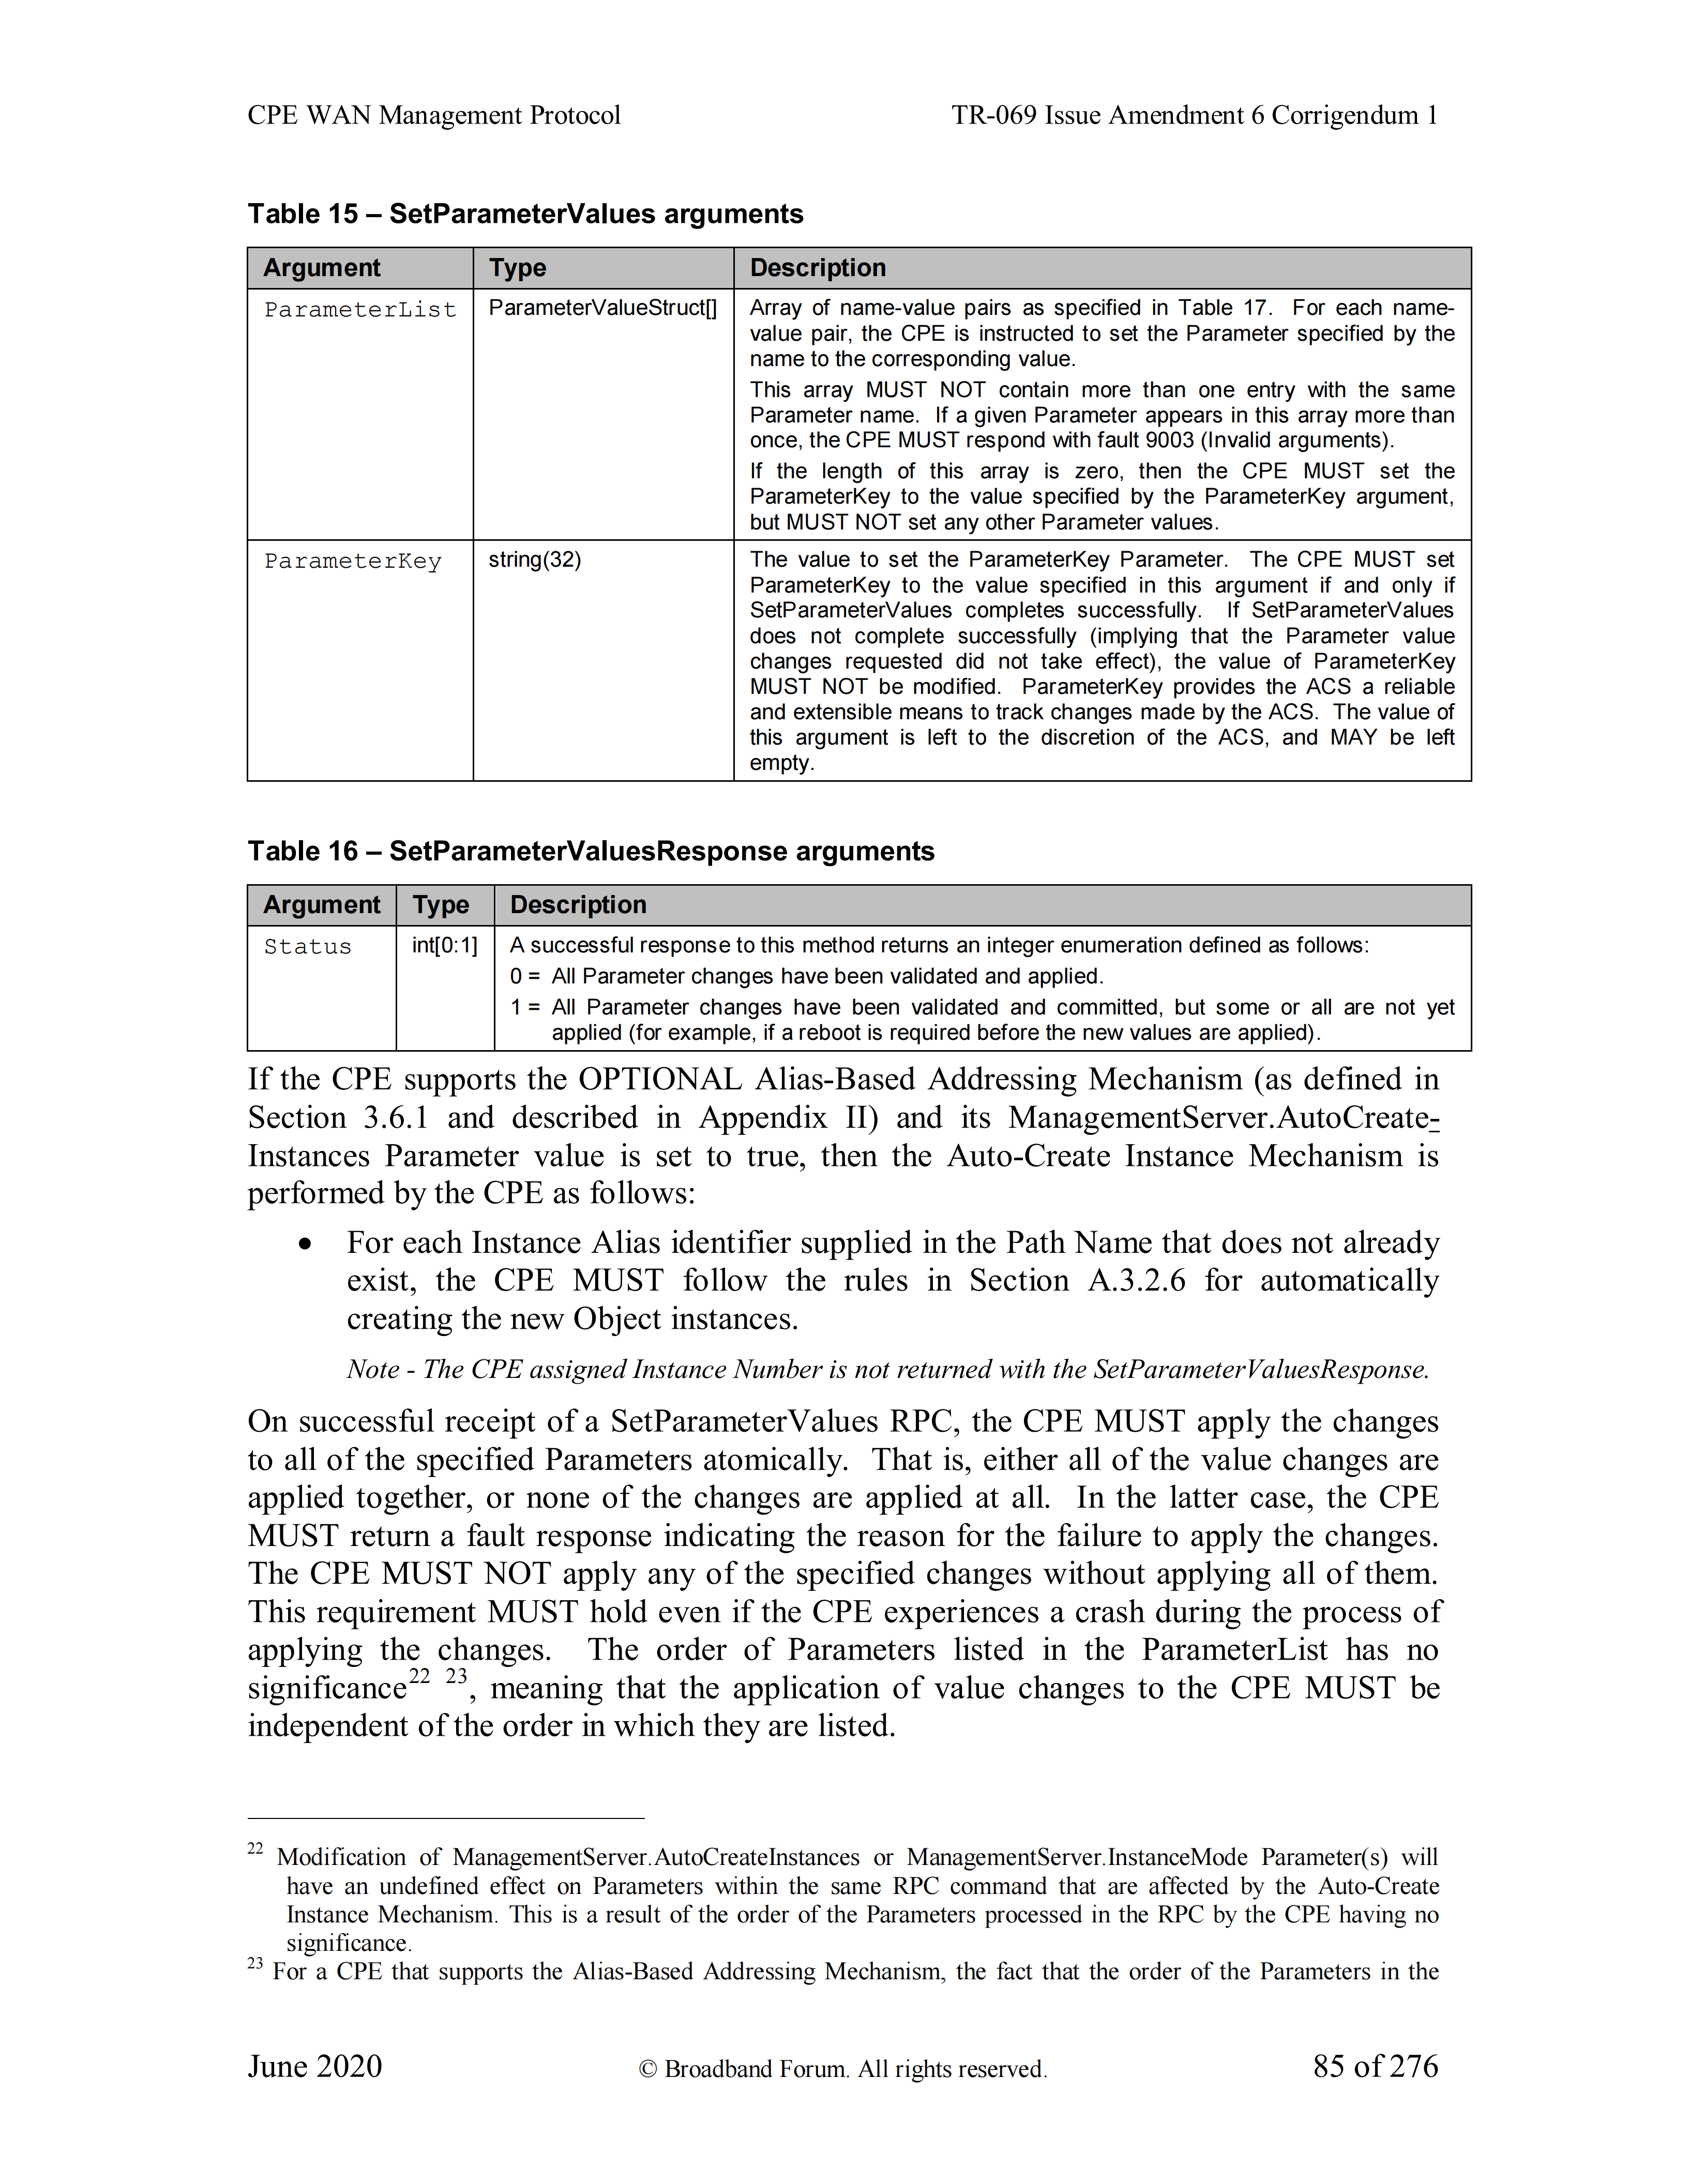 CPE WAN Management Protocol TR-069 Issue Amendment 6 Corrigendum 1
Table 15 – SetParameterValues arguments
Argument Type Description
ParameterList ParameterValueStruct[] Array of name-value pairs as specified in Table 17. For each name-
value pair, the CPE is instructed to set the Parameter specified by the
name to the corresponding value.
This array MUST NOT contain more than one entry with the same
Parameter name. If a given Parameter appears in this array more than
once, the CPE MUST respond with fault 9003 (Invalid arguments).
If the length of this array is zero, then the CPE MUST set the
ParameterKey to the value specified by the ParameterKey argument,
but MUST NOT set any other Parameter values.
ParameterKey string(32) The value to set the ParameterKey Parameter. The CPE MUST set
ParameterKey to the value specified in this argument if and only if
SetParameterValues completes successfully. If SetParameterValues
does not complete successfully (implying that the Parameter value
changes requested did not take effect), the value of ParameterKey
MUST NOT be modified. ParameterKey provides the ACS a reliable
and extensible means to track changes made by the ACS. The value of
this argument is left to the discretion of the ACS, and MAY be left
empty.
Table 16 – SetParameterValuesResponse arguments
Argument Type Description
Status int[0:1] A successful response to this method returns an integer enumeration defined as follows:
0 = All Parameter changes have been validated and applied.
1 = All Parameter changes have been validated and committed, but some or all are not yet
applied (for example, if a reboot is required before the new values are applied).
If the CPE supports the OPTIONAL Alias-Based Addressing Mechanism (as defined in
Section 3.6.1 and described in Appendix II) and its ManagementServer.AutoCreate-
Instances Parameter value is set to true, then the Auto-Create Instance Mechanism is
performed by the CPE as follows:
• For each Instance Alias identifier supplied in the Path Name that does not already
exist, the CPE MUST follow the rules in Section A.3.2.6 for automatically
creating the new Object instances.
Note - The CPE assigned Instance Number is not returned with the SetParameterValuesResponse.
On successful receipt of a SetParameterValues RPC, the CPE MUST apply the changes
to all of the specified Parameters atomically. That is, either all of the value changes are
applied together, or none of the changes are applied at all. In the latter case, the CPE
MUST return a fault response indicating the reason for the failure to apply the changes.
The CPE MUST NOT apply any of the specified changes without applying all of them.
This requirement MUST hold even if the CPE experiences a crash during the process of
applying the changes. The order of Parameters listed in the ParameterList has no
significance22 23, meaning that the application of value changes to the CPE MUST be
independent of the order in which they are listed.
22 Modification of ManagementServer.AutoCreateInstances or ManagementServer.InstanceMode Parameter(s) will
have an undefined effect on Parameters within the same RPC command that are affected by the Auto-Create
Instance Mechanism. This is a result of the order of the Parameters processed in the RPC by the CPE having no
significance.
23 For a CPE that supports the Alias-Based Addressing Mechanism, the fact that the order of the Parameters in the
June 2020 © Broadband Forum. All rights reserved. 85 of 276